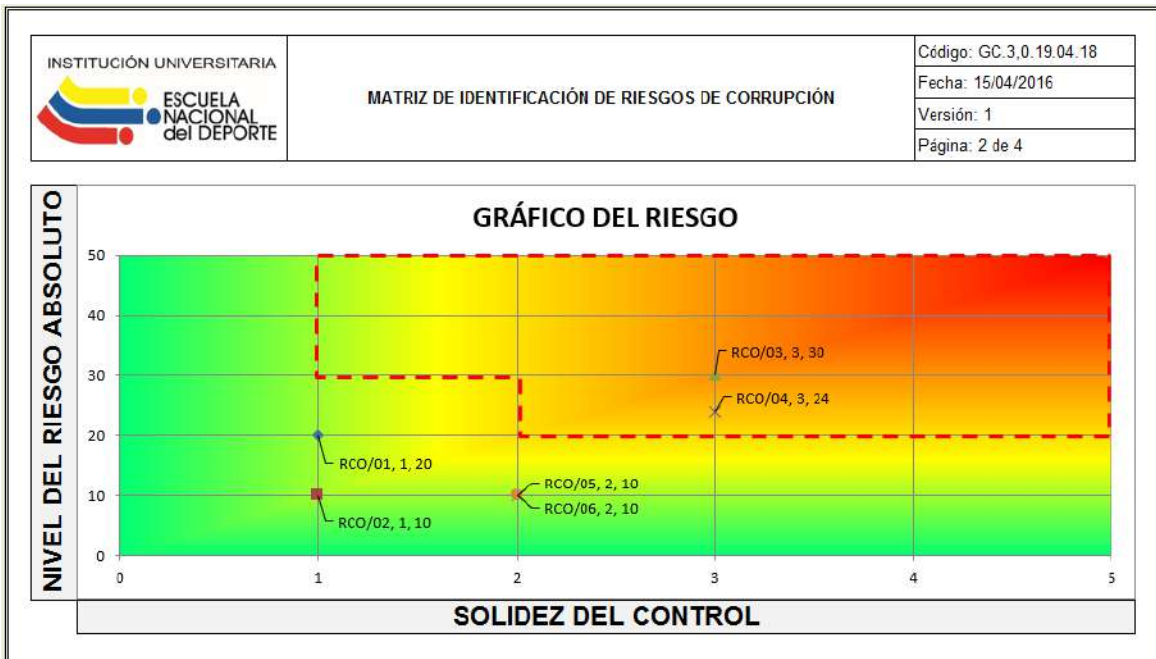 INSTITUCIÓN UNIVERSITARIA
ESCUELA
NACIONAL
del DEPORTE
MATRIZ DE IDENTIFICACIÓN DE RIESGOS DE CORRUPCIÓN
Código: GC.3,0.19.04.18
Fecha: 15/04/2016
Versión: 1
Página: 2 de 4
NIVEL DEL RIESGO ABSOLUTO
GRÁFICO DEL RIESGO
50
40
30
20
10
0
RCO/03, 3, 30
RCO/04, 3, 24
RCO/01, 1, 20
RCO/05, 2, 10
RCO/06, 2, 10
RCO/02, 1, 10
0 1 2 3 4 5
SOLIDEZ DEL CONTROL